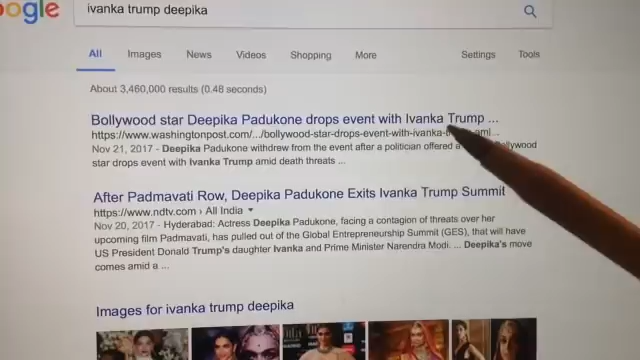 ogle
ivanka trump deepika
All Images News Videos Shopping More Settings Tools
About 3,460,000 results (0.48 seconds)
Bollywood star Deepika Padukone drops event with Ivanka Trump ...
https://www.washingtonpost.com/.../bollywood-star-drops-event-with-ivanka-
Nov 21, 2017 - Deepika Padukone withdrew from the event after a politician offered a
star drops event with Ivanka Trump amid death threats ...
After Padmavati Row, Deepika Padukone Exits Ivanka Trump Summit
https://www.ndtv.com › All India
Nov 20, 2017 - Hyderabad: Actress Deepika Padukone, facing a contagion of threats over her
upcoming film Padmavati, has pulled out of the Global Entrepreneurship Summit (GES), that will have
US President Donald Trump's daughter Ivanka and Prime Minister Narendra Modi. ... Deepika's move
comes amid a ...
Images for ivanka trump deepika